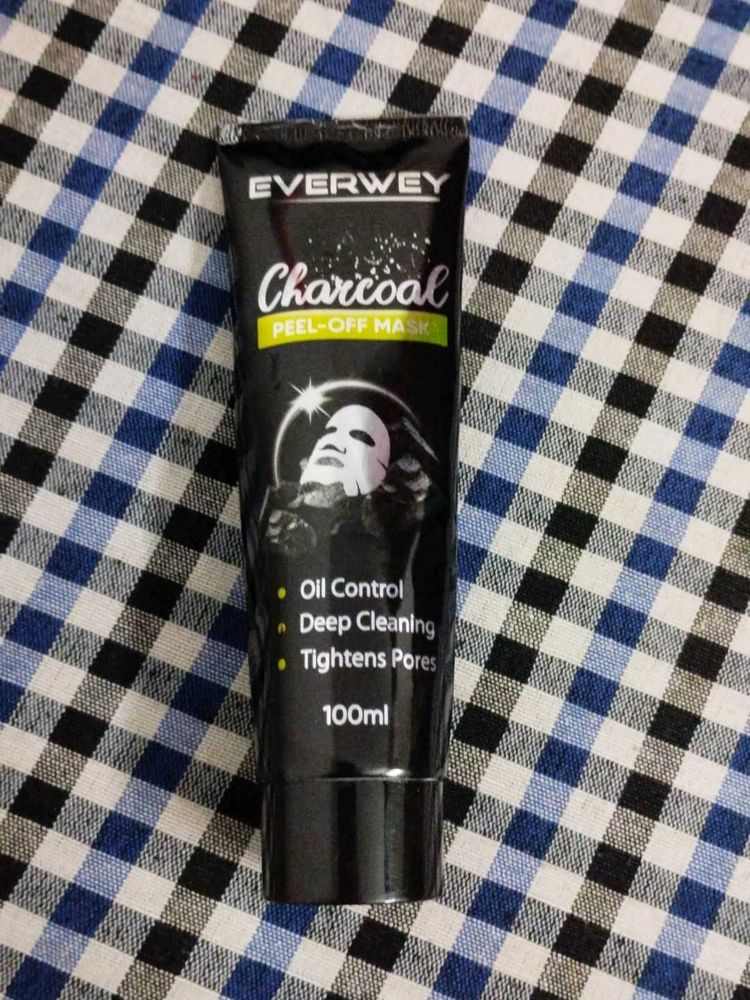 EVERWEY
Charcoal
PEEL-OFF MASK
Oil Control
Deep Cleaning
Tightens Pores
100ml